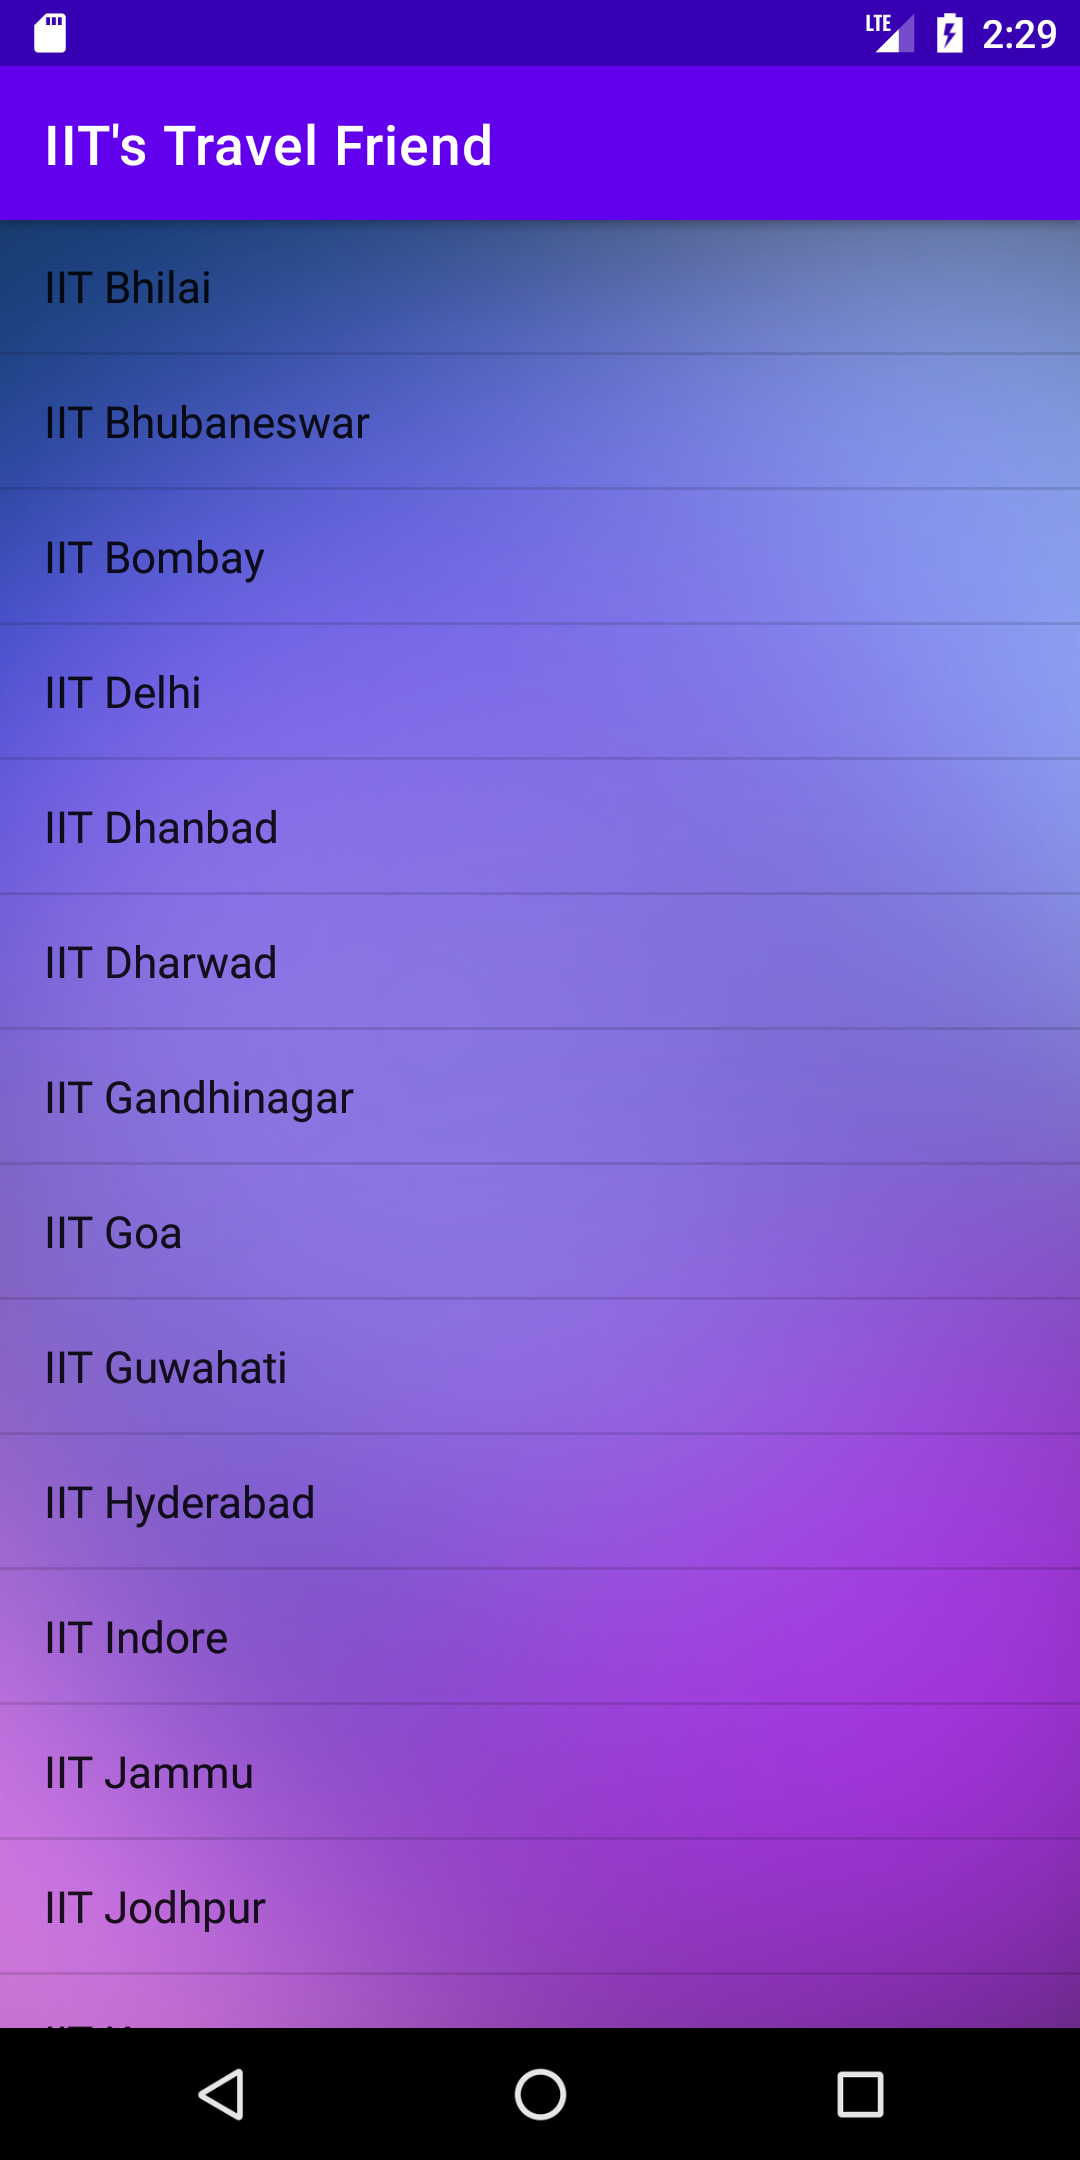 LTE 2:29
IIT's Travel Friend
IIT Bhilai
IIT Bhubaneswar
IIT Bombay
IIT Delhi
IIT Dhanbad
IIT Dharwad
IIT Gandhinagar
IIT Goa
IIT Guwahati
IIT Hyderabad
IIT Indore
IIT Jammu
IIT Jodhpur